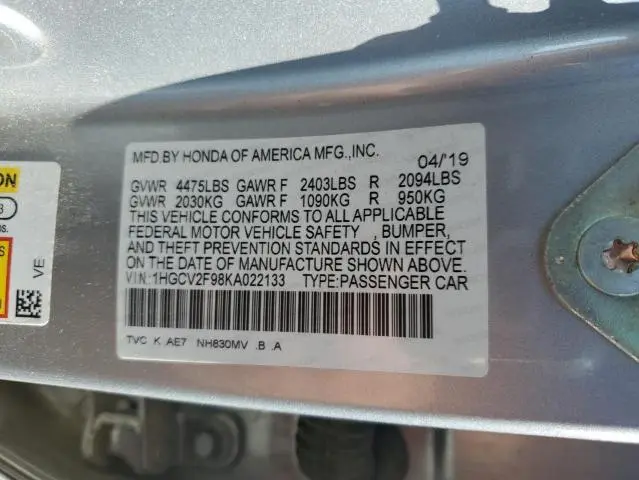 MFD.BY HONDA OF AMERICA MFG.,INC. 04/'19
GVWR 4475LBS GAWR F 2403LBS R 2094LBS
GVWR 2030KG GAWR F 1090KG R 950KG
THIS VEHICLE CONFORMS TO ALL APPLICABLE
FEDERAL MOTOR VEHICLE SAFETY , BUMPER,
AND THEFT PREVENTION STANDARDS IN EFFECT
ON THE DATE OF MANUFACTURE SHOWN ABOVE.
VIN:1HGCV2F98KA022133 TYPE:PASSENGER CAR
TVC K AE7 NH830MV .B .A
VE